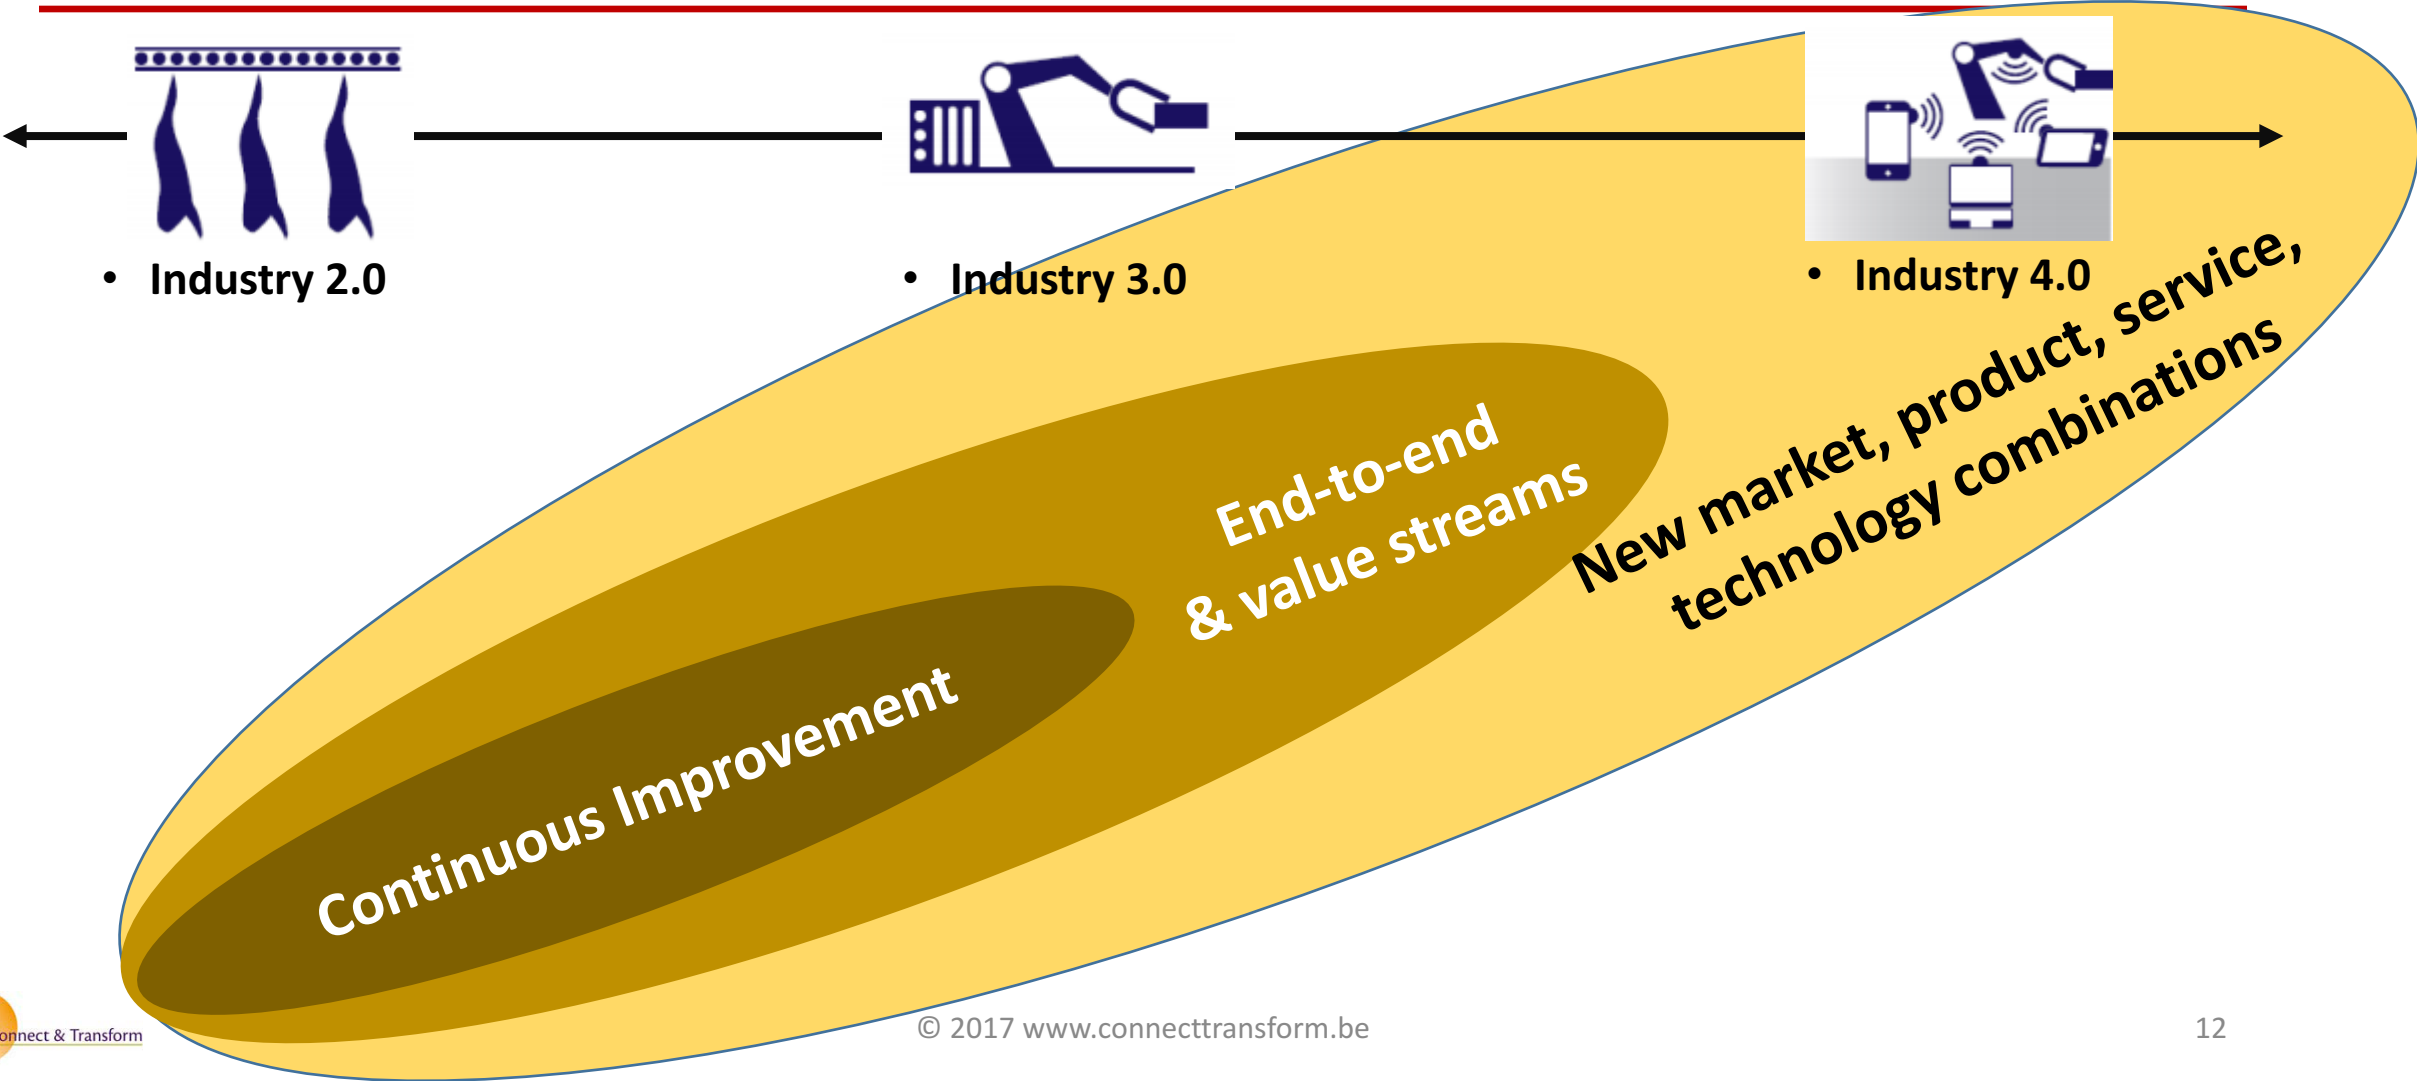 • Industry 2.0
• Industry 3.0
• Industry 4.0
New market, product, service,
technology combinations
End-to-end
& value streams
Continuous Improvement
onnect & Transform
© 2017 www.connecttransform.be
12